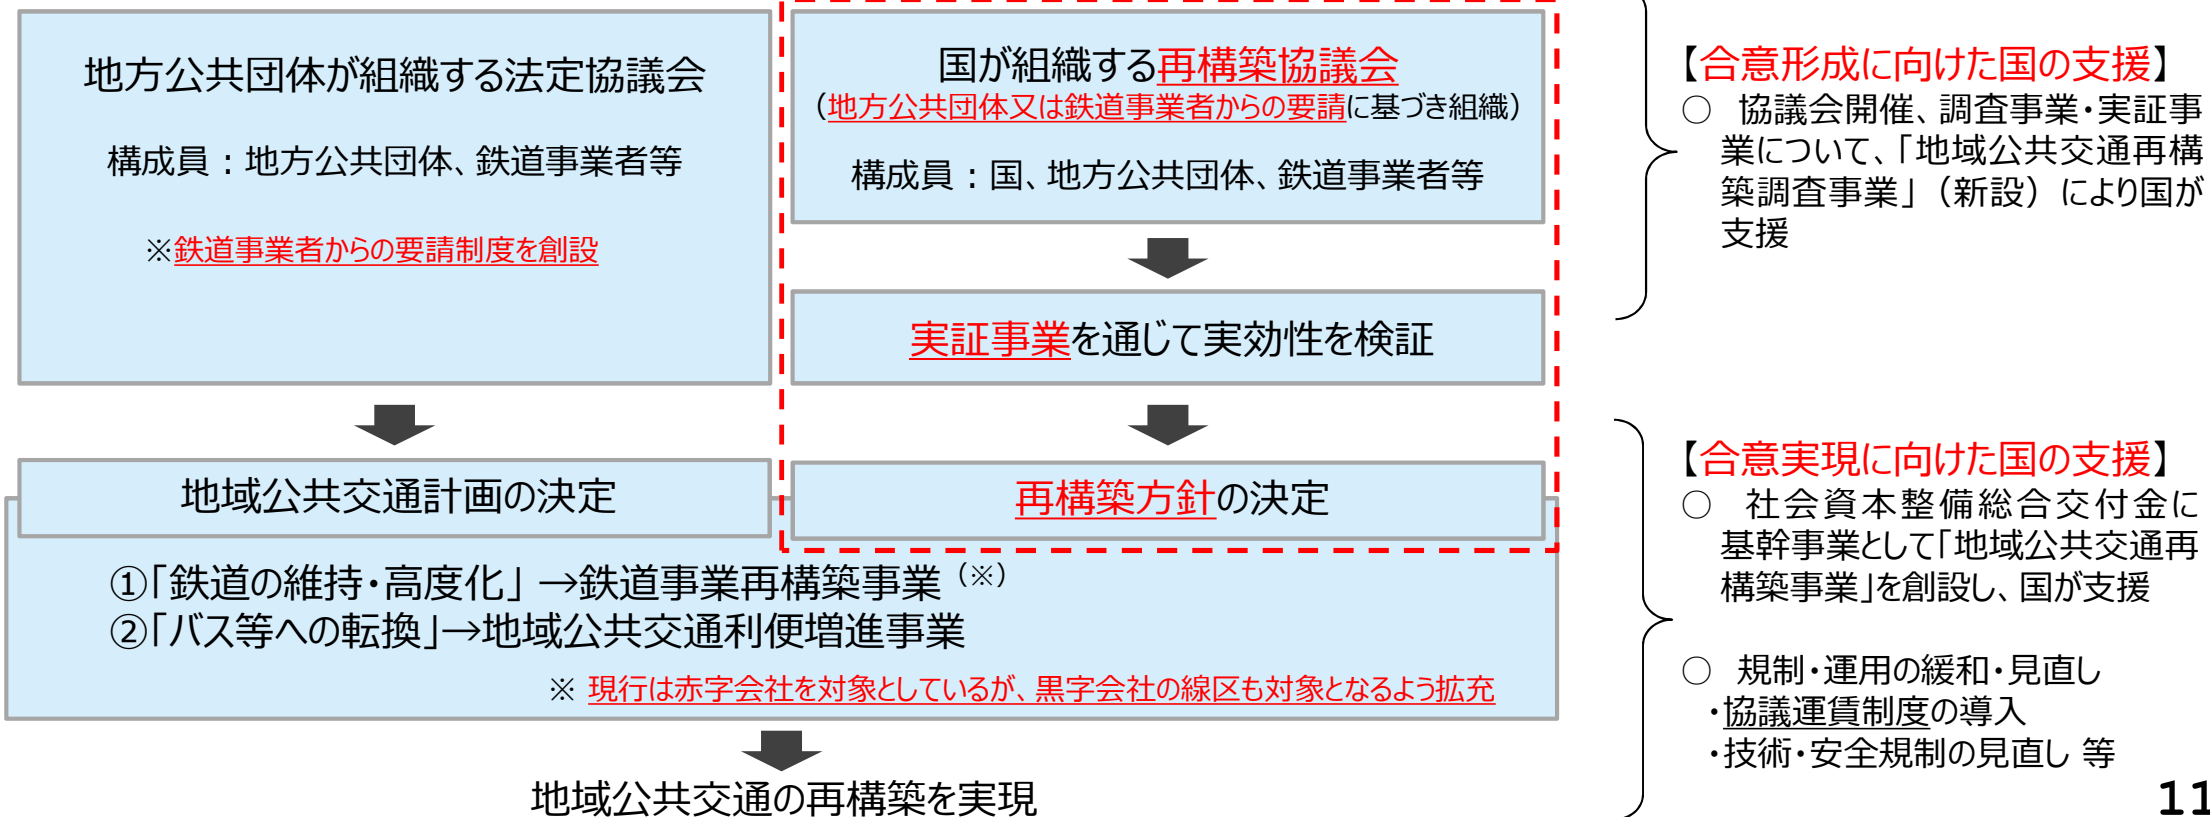 地方公共団体が組織する法定協議会
構成員：地方公共団体、鉄道事業者等
※鉄道事業者からの要請制度を創設
国が組織する再構築協議会
（地方公共団体又は鉄道事業者からの要請に基づき組織）
構成員：国、地方公共団体、鉄道事業者等
実証事業を通じて実効性を検証
地域公共交通計画の決定
再構築方針の決定
①「鉄道の維持・高度化」→鉄道事業再構築事業（※）
②「バス等への転換」→地域公共交通利便増進事業
※ 現行は赤字会社を対象としているが、黒字会社の線区も対象となるよう拡充
地域公共交通の再構築を実現
【合意形成に向けた国の支援】
○ 協議会開催、調査事業・実証事
業について、「地域公共交通再構
築調査事業」（新設）により国が
支援
【合意実現に向けた国の支援】
○ 社会資本整備総合交付金に
基幹事業として「地域公共交通再
構築事業」を創設し、国が支援
○ 規制・運用の緩和・見直し
・協議運賃制度の導入
・技術・安全規制の見直し 等
11